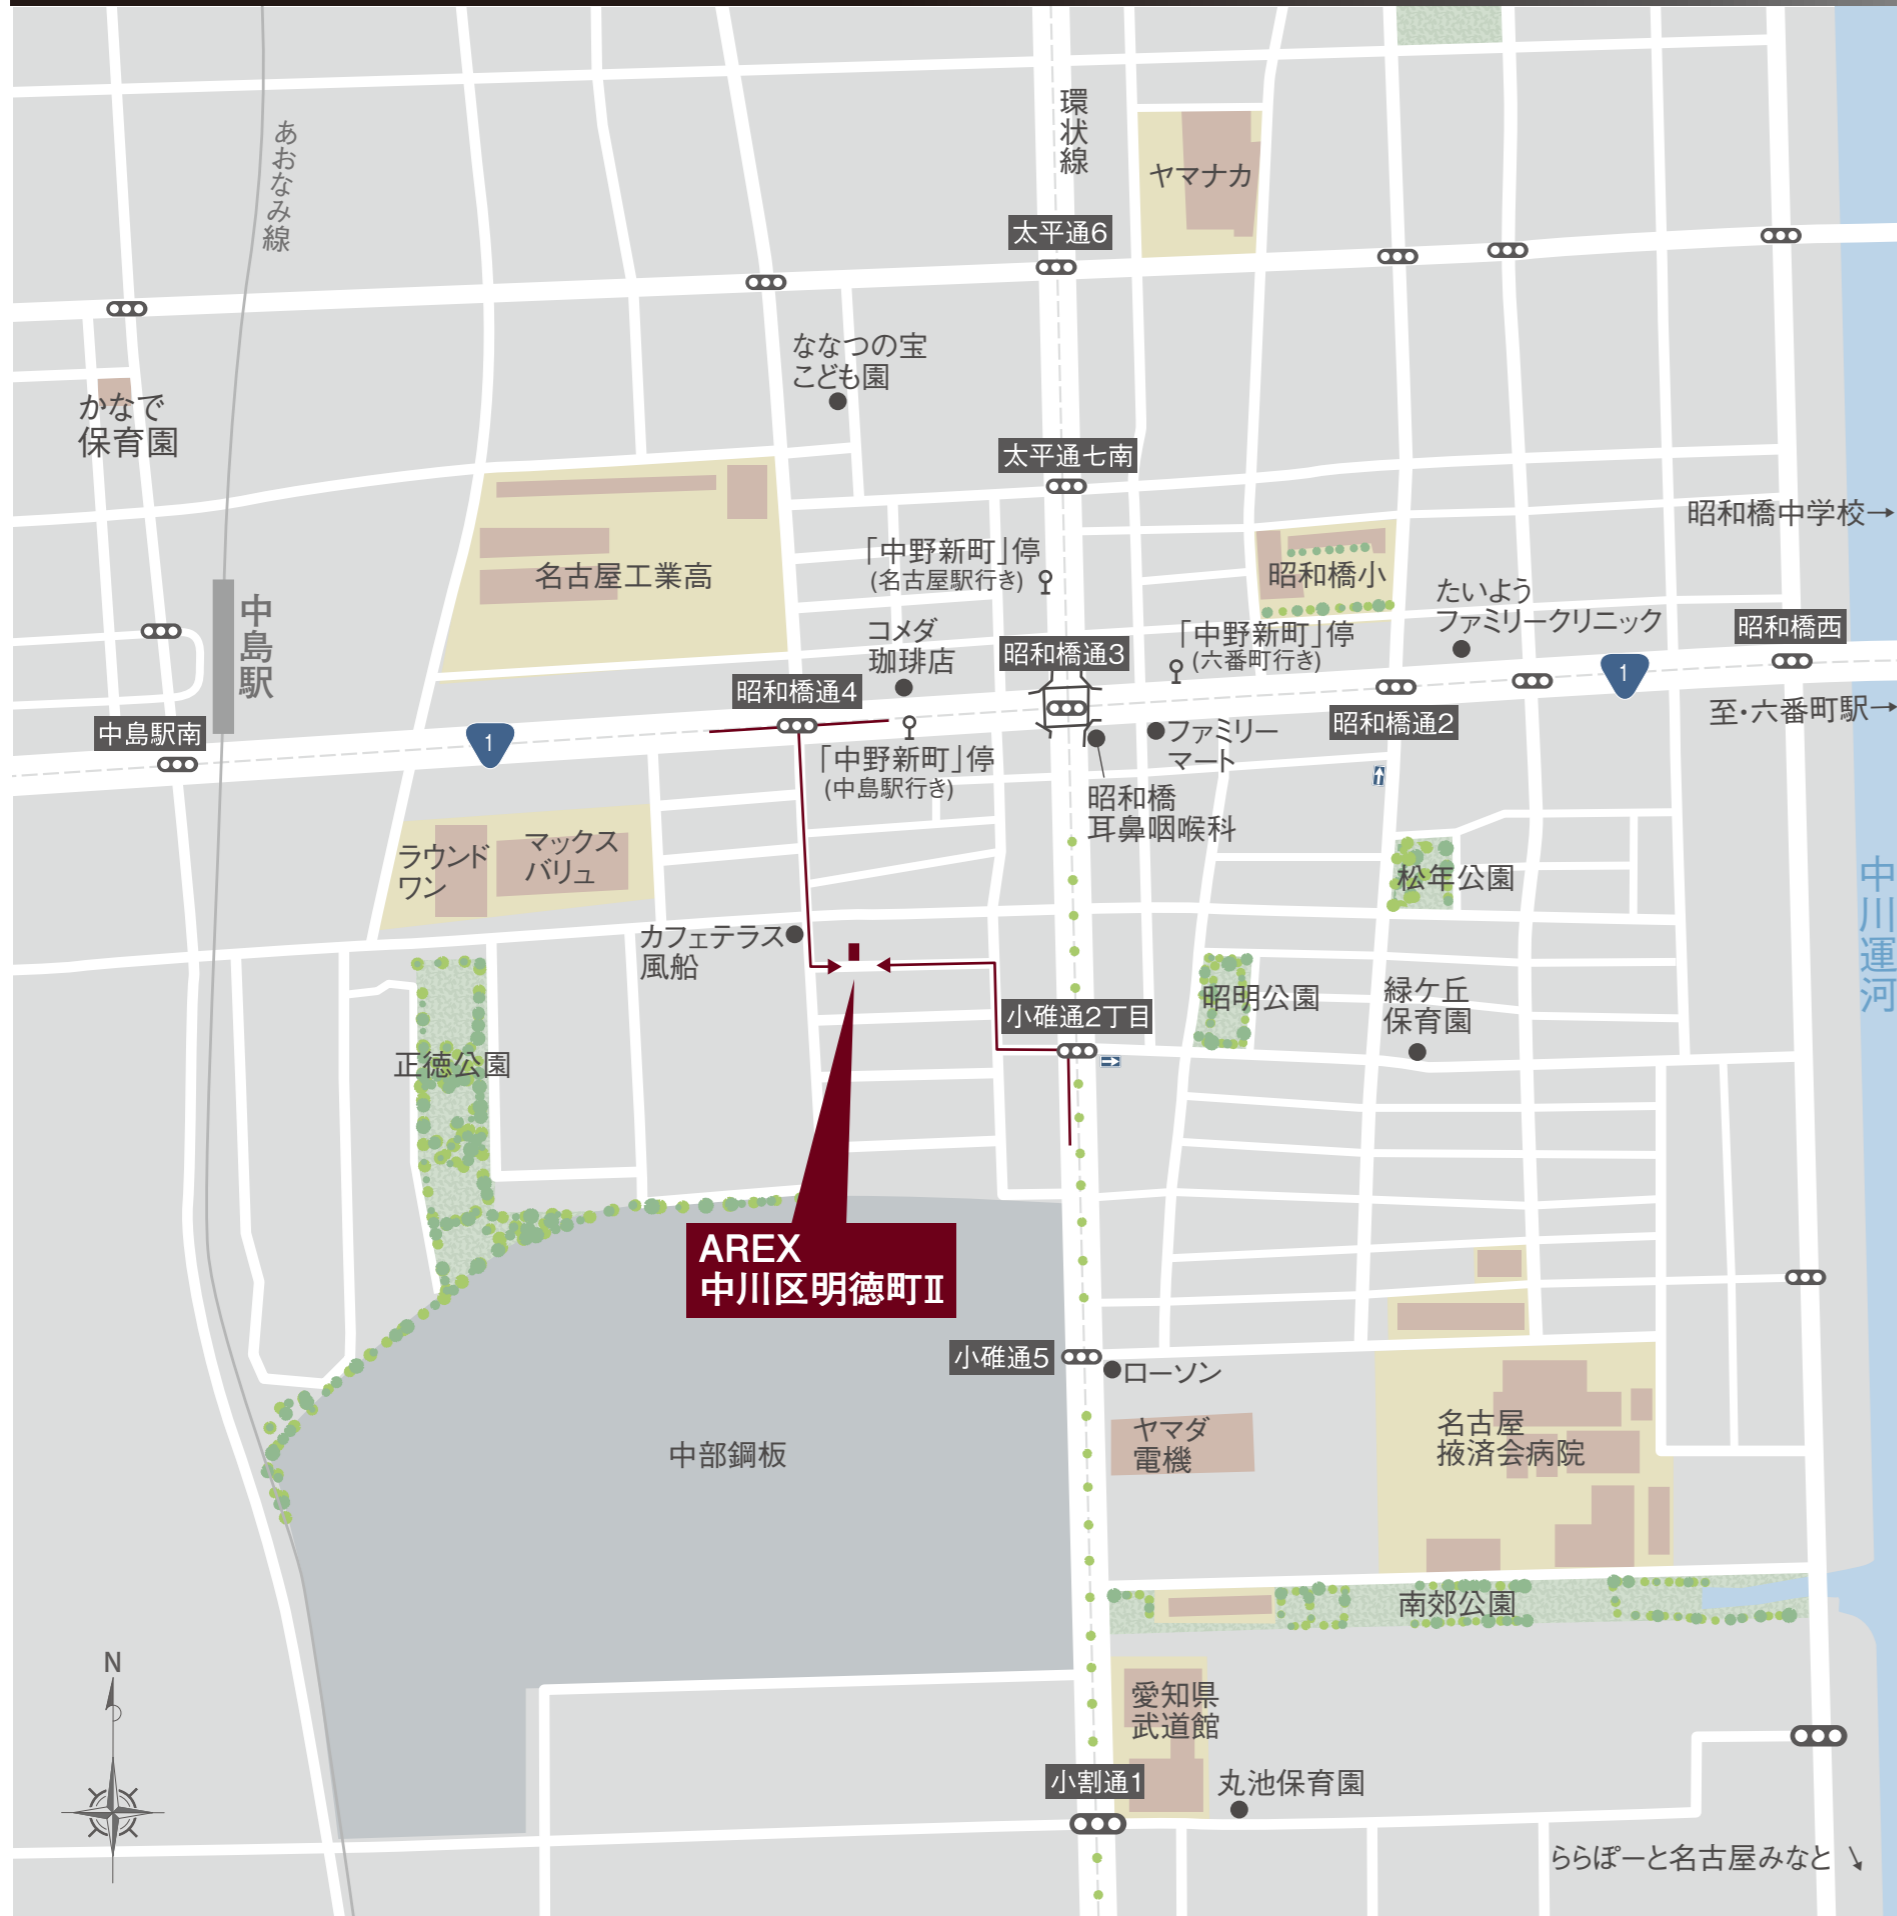 環状線
あおなみ線
ヤマナカ
太平通6
ななつの宝
こども園
かなで
保育園
太平通七南
昭和橋中学校→
「中野新町」停
(名古屋駅行き)
名古屋工業高
昭和橋小
たいよう
ファミリークリニック
中島駅
コメダ
珈琲店
昭和橋通3
「中野新町」停
(六番町行き)
昭和橋西
1
昭和橋通4
中島駅南
1
昭和橋通2
至・六番町駅→
「中野新町」停
(中島駅行き)
ファミリー
マート
昭和橋
耳鼻咽喉科
ラウンド
ワン
マックス
バリュ
松年公園
中川運河
カフェテラス
風船
昭明公園
緑ケ丘
保育園
小碓通2丁目
正徳公園
AREX
中川区明徳町Ⅱ
小碓通5
ローソン
中部鋼板
ヤマダ
電機
名古屋
掖済会病院
南郊公園
N
愛知県
武道館
小割通1
丸池保育園
ららぽーと名古屋みなと ↘